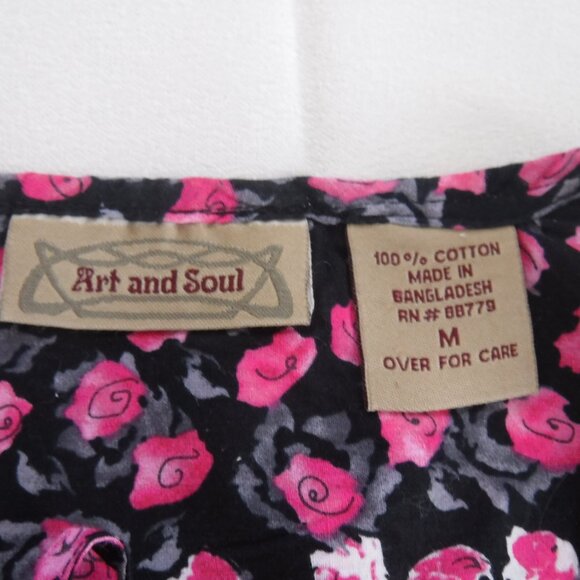 Art and Soul
100% COTTON
MADE IN
BANGLADESH
RN# 88779
M
OVER FOR CARE